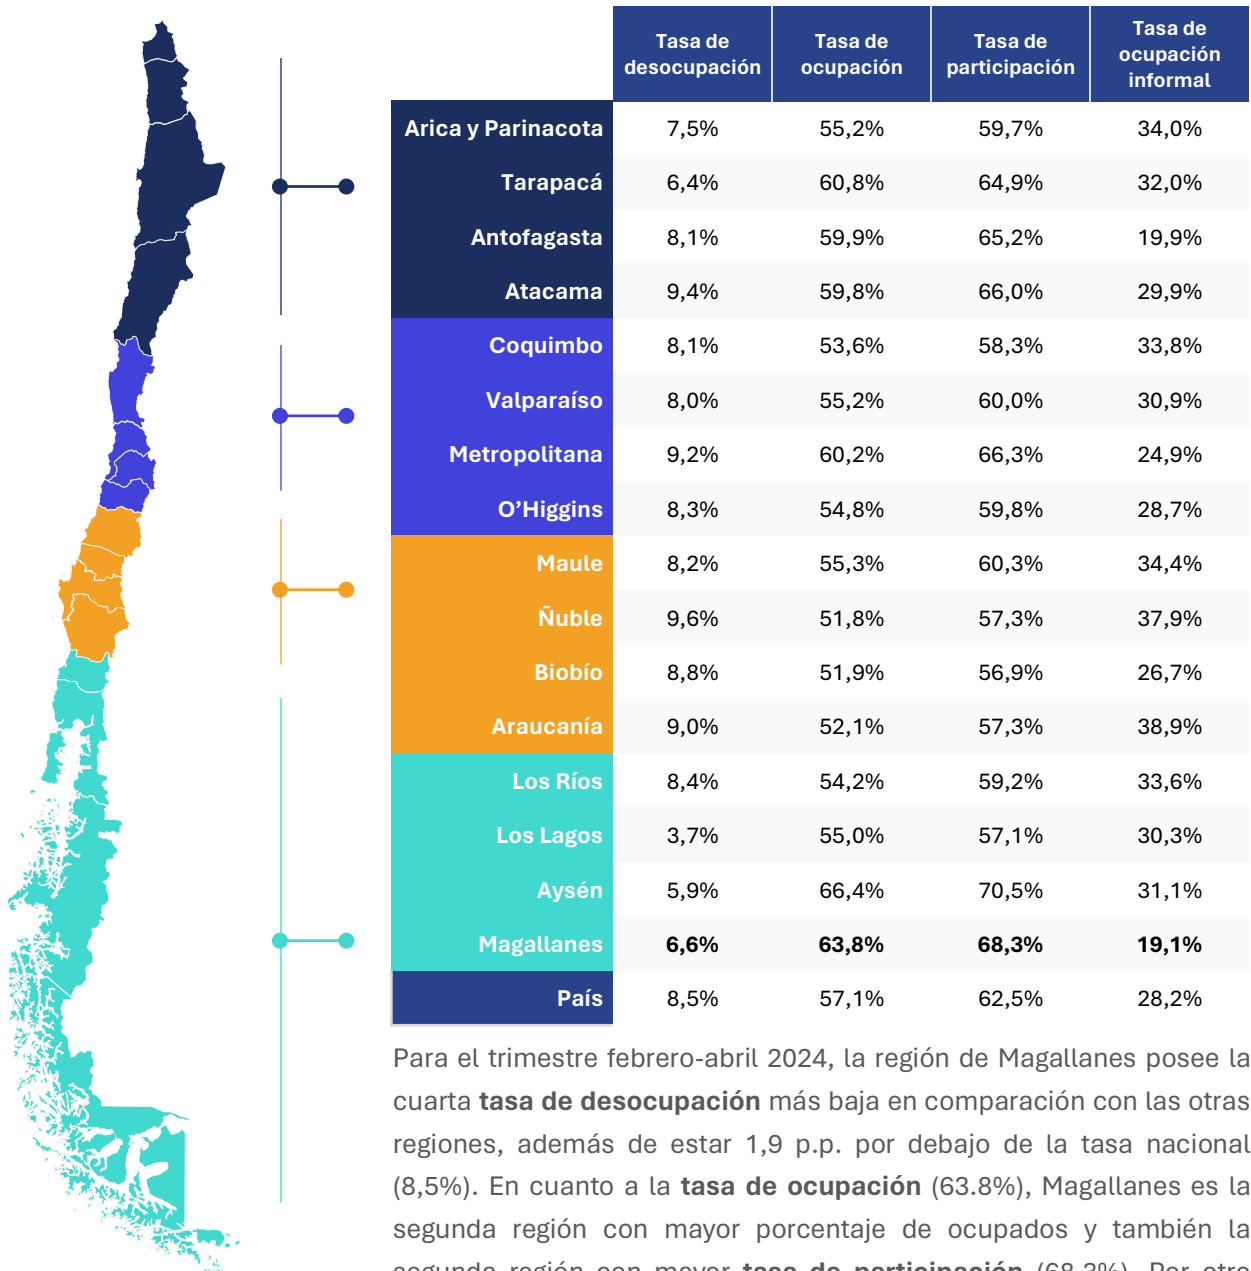 Tasa de desocupación Tasa de ocupación Tasa de participación Tasa de ocupación informal
Arica y Parinacota 7,5% 55,2% 59,7% 34,0%
Tarapacá 6,4% 60,8% 64,9% 32,0%
Antofagasta 8,1% 59,9% 65,2% 19,9%
Atacama 9,4% 59,8% 66,0% 29,9%
Coquimbo 8,1% 53,6% 58,3% 33,8%
Valparaíso 8,0% 55,2% 60,0% 30,9%
Metropolitana 9,2% 60,2% 66,3% 24,9%
O’Higgins 8,3% 54,8% 59,8% 28,7%
Maule 8,2% 55,3% 60,3% 34,4%
Ñuble 9,6% 51,8% 57,3% 37,9%
Biobío 8,8% 51,9% 56,9% 26,7%
Araucanía 9,0% 52,1% 57,3% 38,9%
Los Ríos 8,4% 54,2% 59,2% 33,6%
Los Lagos 3,7% 55,0% 57,1% 30,3%
Aysén 5,9% 66,4% 70,5% 31,1%
Magallanes 6,6% 63,8% 68,3% 19,1%
País 8,5% 57,1% 62,5% 28,2%
Para el trimestre febrero-abril 2024, la región de Magallanes posee la
cuarta tasa de desocupación más baja en comparación con las otras
regiones, además de estar 1,9 p.p. por debajo de la tasa nacional
(8,5%). En cuanto a la tasa de ocupación (63.8%), Magallanes es la
segunda región con mayor porcentaje de ocupados y también la
segunda región con mayor tasa de participación (68,3%). Por otro